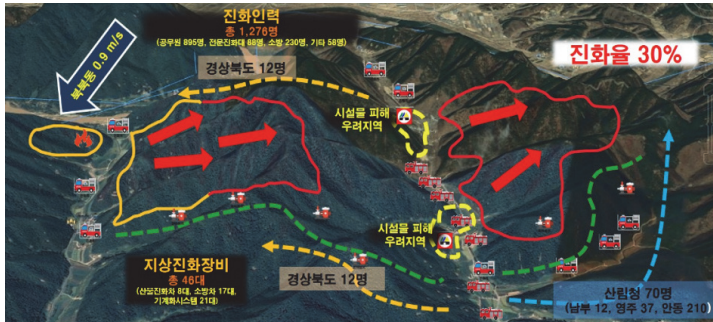 진화인력
총 1,276명
(공무원 895명, 전문진화대 88명, 소방 230명, 기타 58명)
진화율 30%
북북동 0.9 m/s
경상북도 12명
시설물 피해
우려지역
시설물 피해
우려지역
지상진화장비
총 46대
(산불진화차 8대, 소방차 17대,
기계화시스템 21대)
경상북도 12명
산림청 70명
(남부 12, 영주 37, 안동 210)